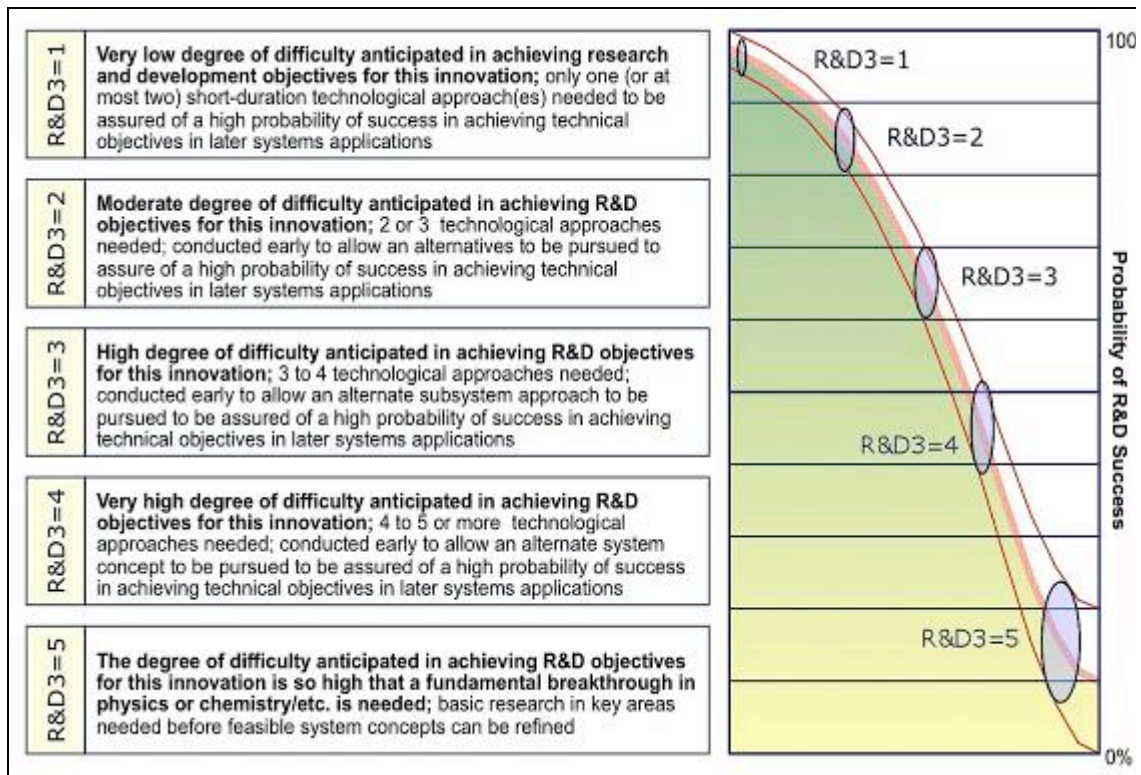 R&D3=1
Very low degree of difficulty anticipated in achieving research
and development objectives for this innovation; only one (or at
most two) short-duration technological approach(es) needed to be
assured of a high probability of success in achieving technical
objectives in later systems applications
R&D3=2
Moderate degree of difficulty anticipated in achieving R&D
objectives for this innovation; 2 or 3 technological approaches
needed; conducted early to allow an alternatives to be pursued to
assure of a high probability of success in achieving technical
objectives in later systems applications
R&D3=3
High degree of difficulty anticipated in achieving R&D objectives
for this innovation; 3 to 4 technological approaches needed;
conducted early to allow an alternate subsystem approach to be
pursued to be assured of a high probability of success in achieving
technical objectives in later systems applications
R&D3=4
Very high degree of difficulty anticipated in achieving R&D
objectives for this innovation; 4 to 5 or more technological
approaches needed; conducted early to allow an alternate system
concept to be pursued to be assured of a high probability of success
in achieving technical objectives in later systems applications
R&D3=5
The degree of difficulty anticipated in achieving R&D objectives
for this innovation is so high that a fundamental breakthrough in
physics or chemistry/etc. is needed; basic research in key areas
needed before feasible system concepts can be refined
100
R&D3=1
R&D3=2
R&D3=3
R&D3=4
R&D3=5
Probability of R&D Success
0%